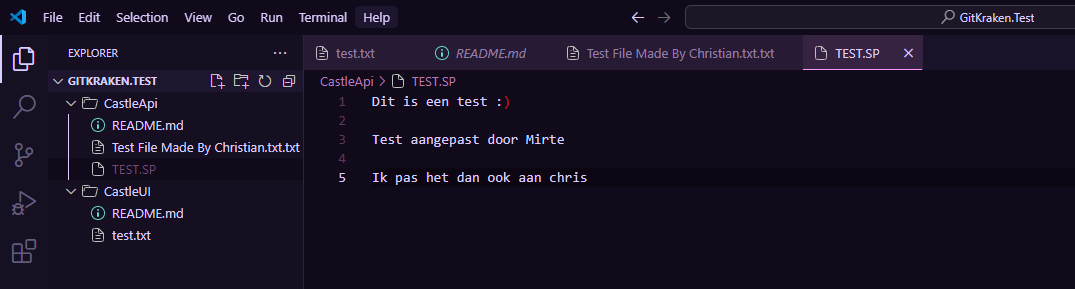 File Edit Selection View Go Run Terminal Help GitKraken.Test
EXPLORER
GITKRAKEN.TEST
CastleApi
README.md
Test File Made By Christian.txt.txt
TEST.SP
CastleUI
README.md
test.txt
test.txt README.md Test File Made By Christian.txt.txt TEST.SP
CastleApi > TEST.SP
1 Dit is een test :)
2
3 Test aangepast door Mirte
4
5 Ik pas het dan ook aan chris